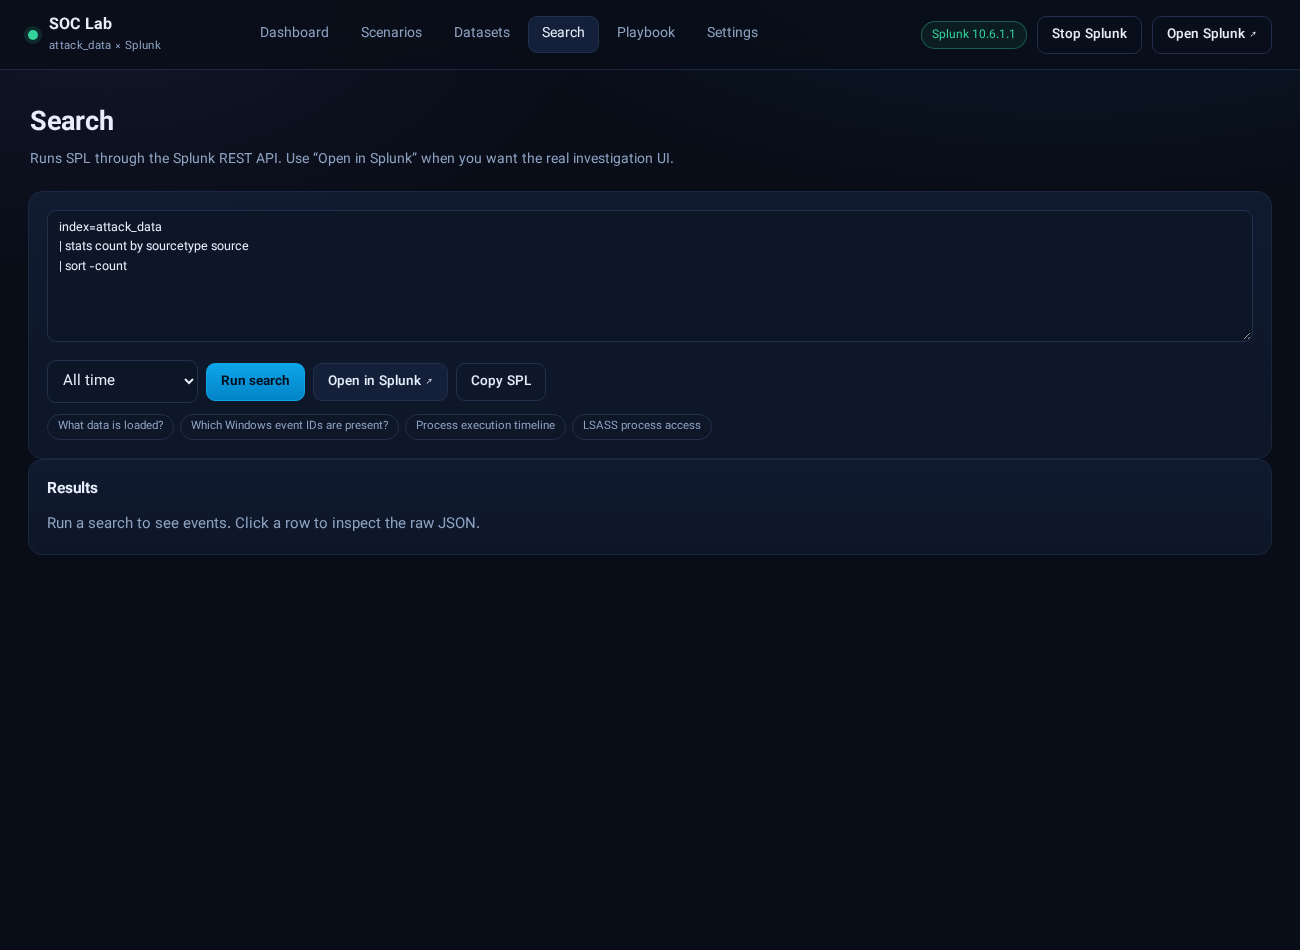 SOC Lab
attack_data × Splunk
Dashboard
Scenarios
Datasets
Search
Playbook
Settings
Splunk 10.6.1.1
Stop Splunk
Open Splunk ↗
Search
Runs SPL through the Splunk REST API. Use “Open in Splunk” when you want the real investigation UI.
index=attack_data
| stats count by sourcetype source
| sort -count
All time
Run search
Open in Splunk ↗
Copy SPL
What data is loaded?
Which Windows event IDs are present?
Process execution timeline
LSASS process access
Results
Run a search to see events. Click a row to inspect the raw JSON.